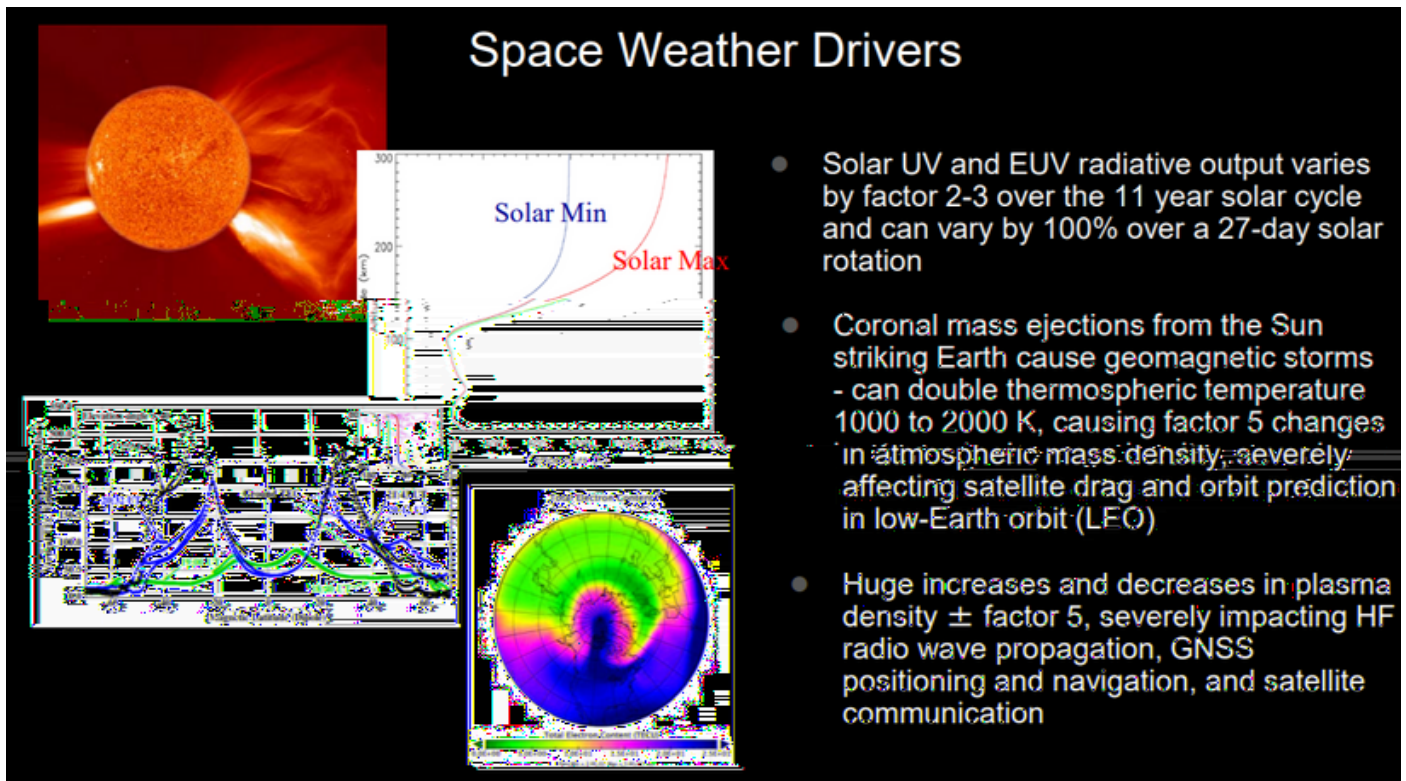 Space Weather Drivers
300
Solar Min
200
Solar Max
(km)
100
Solar UV and EUV radiative output varies
by factor 2-3 over the 11 year solar cycle
and can vary by 100% over a 27-day solar
rotation
Coronal mass ejections from the Sun
striking Earth cause geomagnetic storms
- can double thermospheric temperature
1000 to 2000 K, causing factor 5 changes
in atmospheric mass density, severely
affecting satellite drag and orbit prediction
in low-Earth orbit (LEO)
Huge increases and decreases in plasma
density ± factor 5, severely impacting HF
radio wave propagation, GNSS
positioning and navigation, and satellite
communication
Magnetic Latitude
Total Electron Content (TECU)